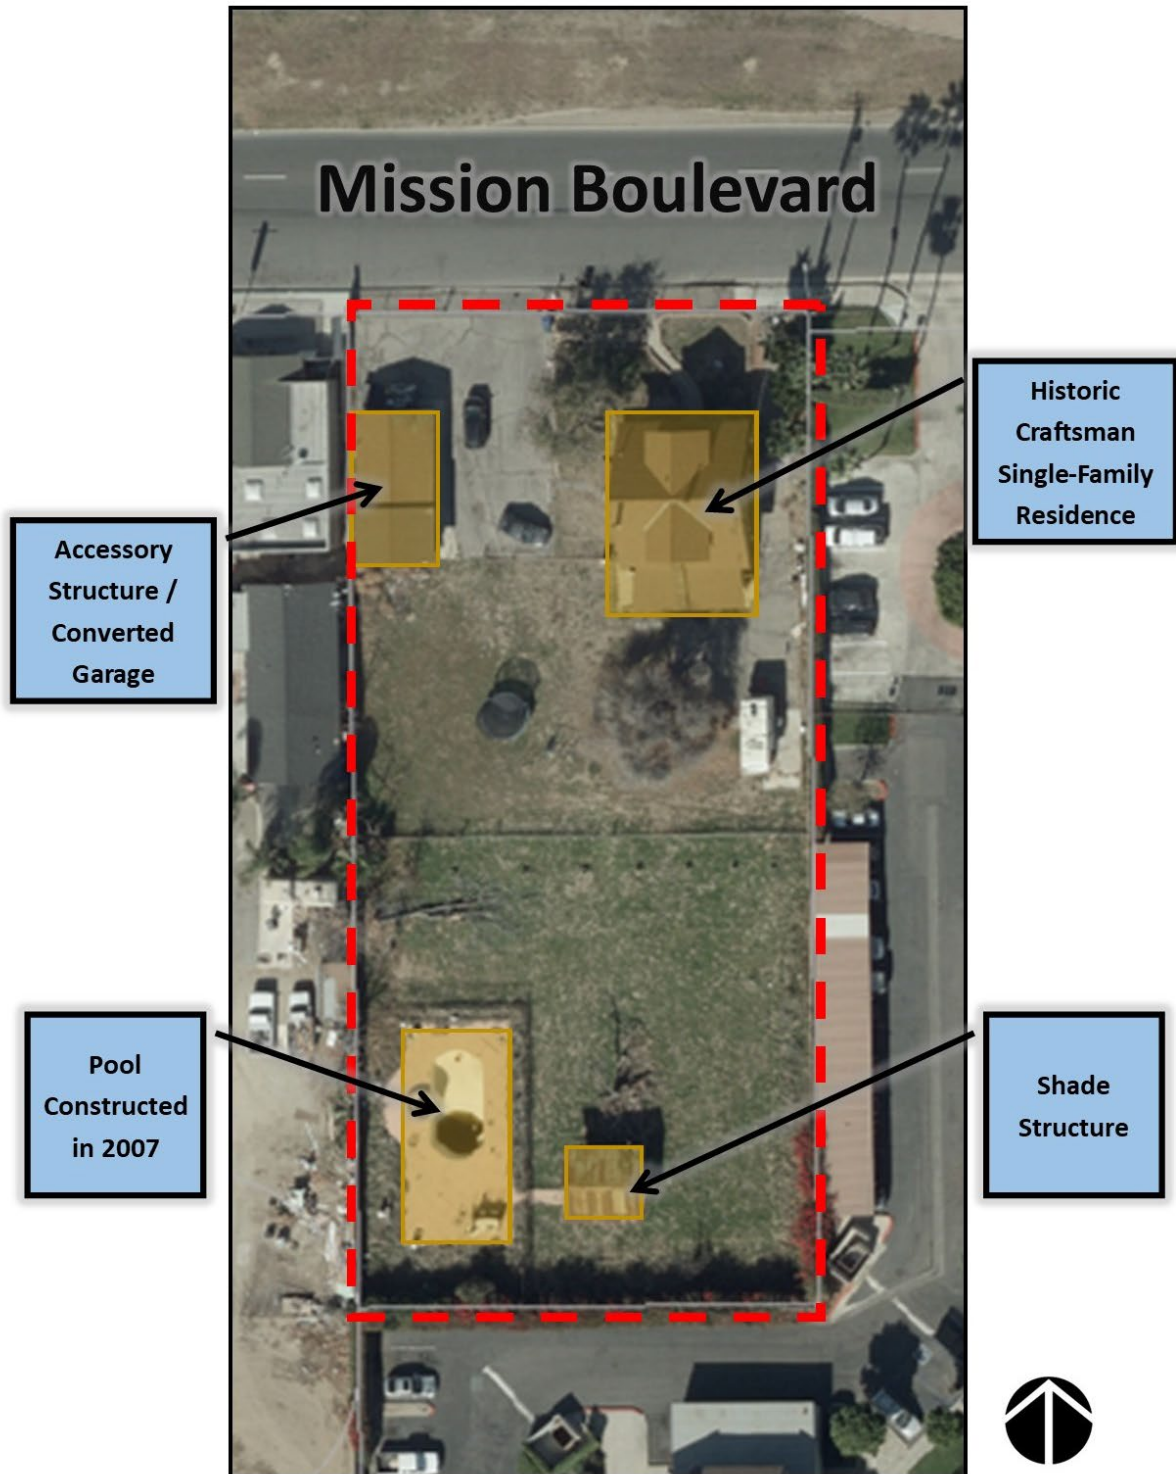 Mission Boulevard
Historic
Craftsman
Single-Family
Residence
Accessory
Structure /
Converted
Garage
Pool
Constructed
in 2007
Shade
Structure